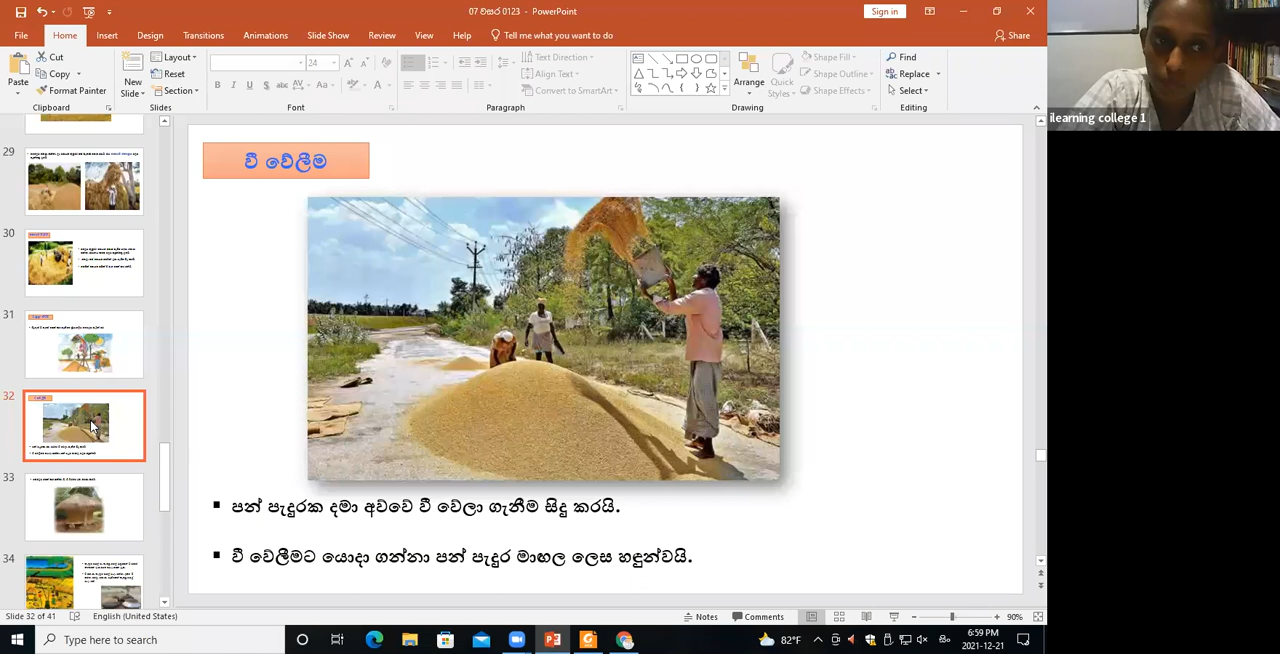 07 වසර 0123 - PowerPoint
Sign in
File Home Insert Design Transitions Animations Slide Show Review View Help Tell me what you want to do Share
Cut
Copy
Format Painter
Paste
Clipboard
New Slide
Layout
Reset
Section
Slides
24
Font
Text Direction
Align Text
Convert to SmartArt
Paragraph
Arrange
Quick Styles
Shape Fill
Shape Outline
Shape Effects
Drawing
Find
Replace
Select
Editing
ilearning college 1
29
30
31
32
33
34
වී වේලීම
පන් පැදුරක දමා අව්වේ වී වේලා ගැනීම සිදු කරයි.
වී වේලීමට යොදා ගන්නා පන් පැදුර මාඟල ලෙස හඳුන්වයි.
Slide 32 of 41 English (United States) Notes Comments 90%
Type here to search
82°F
6:59 PM
2021-12-21